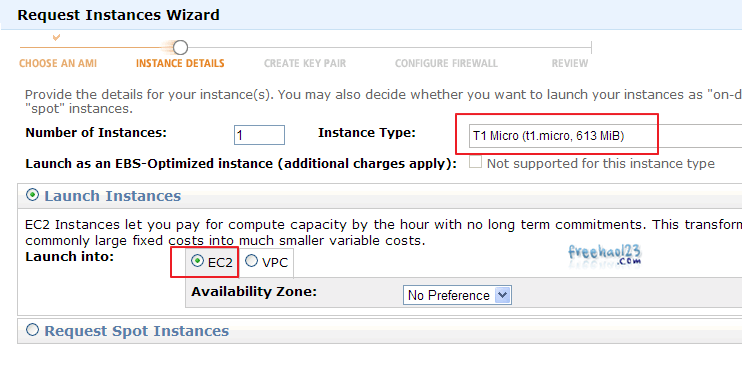 Request Instances Wizard
CHOOSE AN AMI INSTANCE DETAILS CREATE KEY PAIR CONFIGURE FIREWALL REVIEW
Provide the details for your instance(s). You may also decide whether you want to launch your instances as "on-d
"spot" instances.
Number of Instances: 1 Instance Type: T1 Micro (t1.micro, 613 MiB)
Launch as an EBS-Optimized instance (additional charges apply): Not supported for this instance type
Launch Instances
EC2 Instances let you pay for compute capacity by the hour with no long term commitments. This transform
commonly large fixed costs into much smaller variable costs.
Launch into: EC2 VPC
freehao123
.com
Availability Zone: No Preference
Request Spot Instances